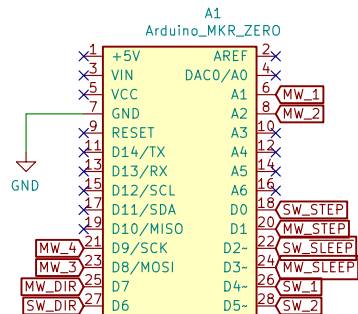 A1
Arduino_MKR_ZERO
1 +5V AREF 2
3 VIN DAC0/A0 4
5 VCC A1 6 MW_1
7 GND A2 8 MW_2
9 RESET A3 10
11 D14/TX A4 12
13 D13/RX A5 14
GND
15 D12/SCL A6 16
17 D11/SDA D0 18 SW_STEP
19 D10/MISO D1 20 MW_STEP
MW_4 21 D9/SCK D2~ 22 SW_SLEEP
MW_3 23 D8/MOSI D3~ 24 MW_SLEEP
MW_DIR 25 D7 D4~ 26 SW_1
SW_DIR 27 D6 D5~ 28 SW_2